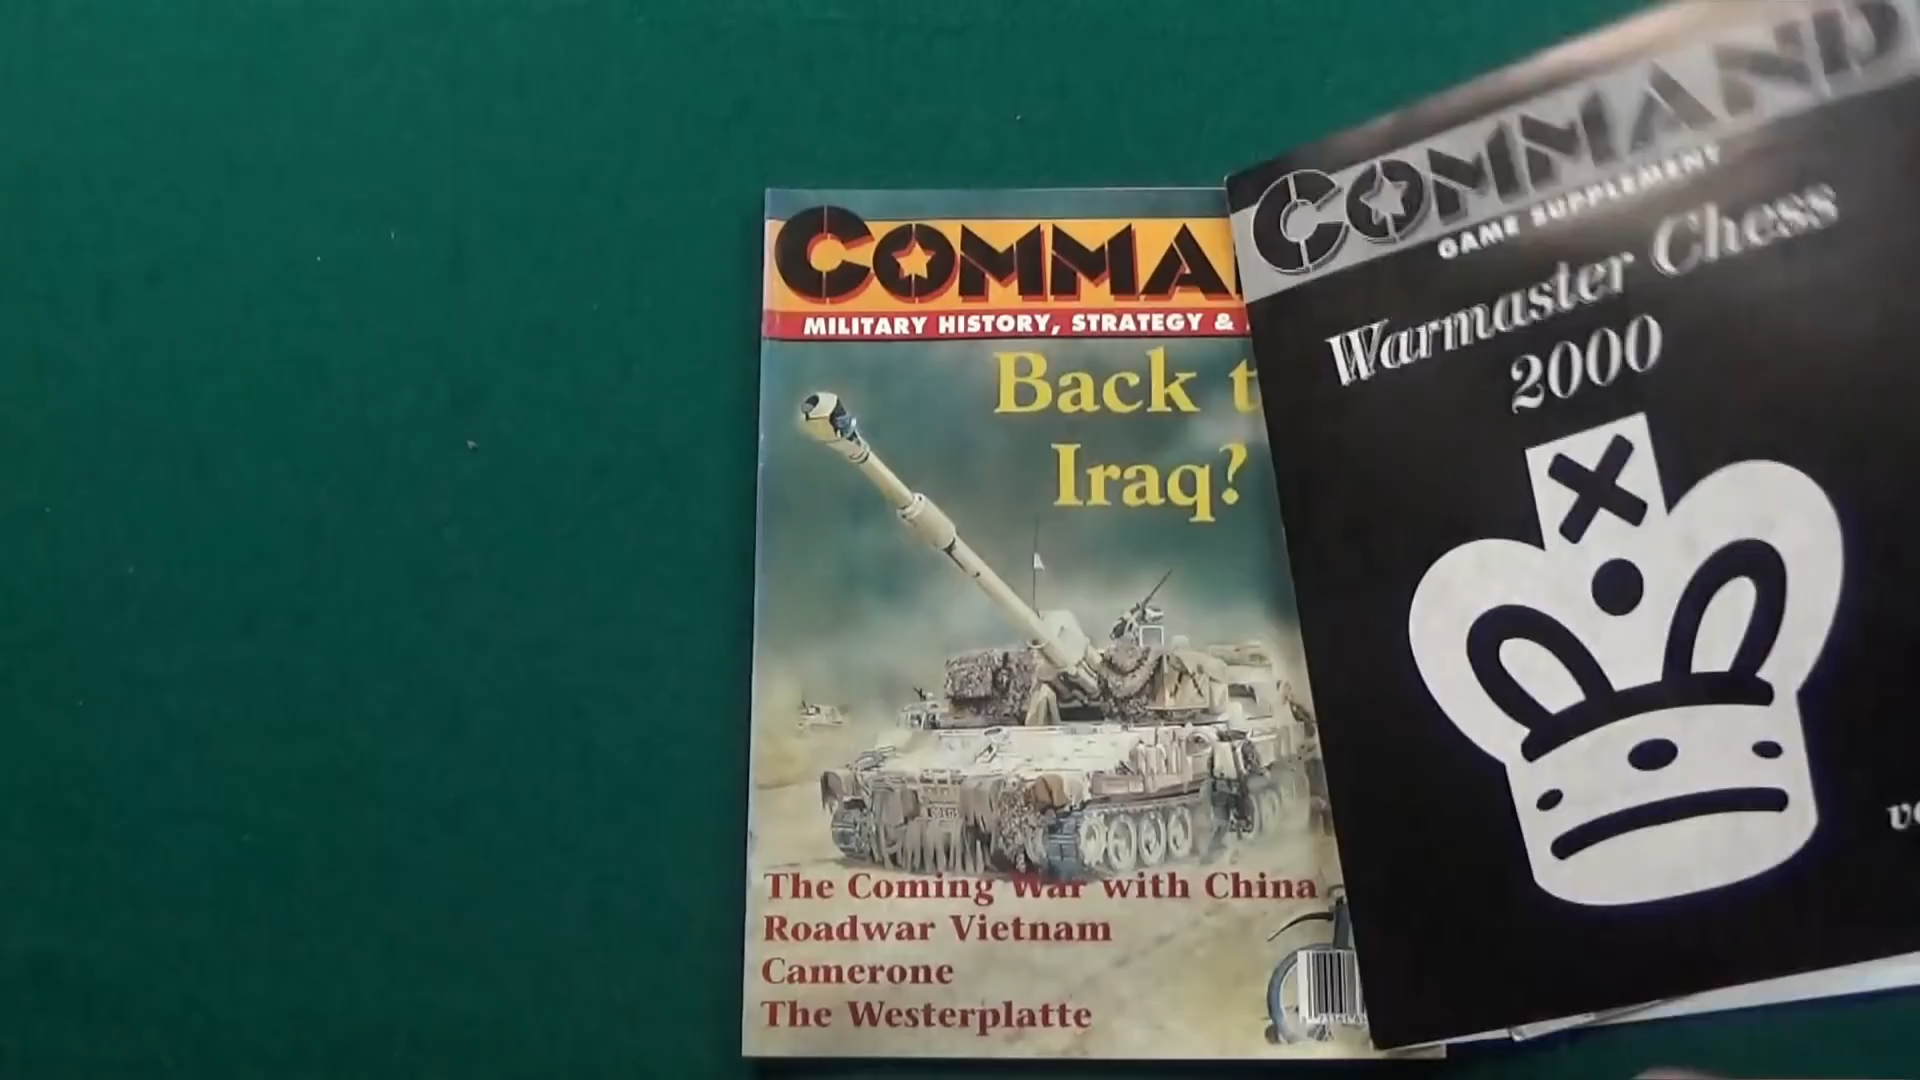 COMMA
MILITARY HISTORY, STRATEGY &
Back t
Iraq?
The Coming War with China
Roadwar Vietnam
Camerone
The Westerplatte
COMMAND
GAME SUPPLEMENT
Warmaster Chess
2000